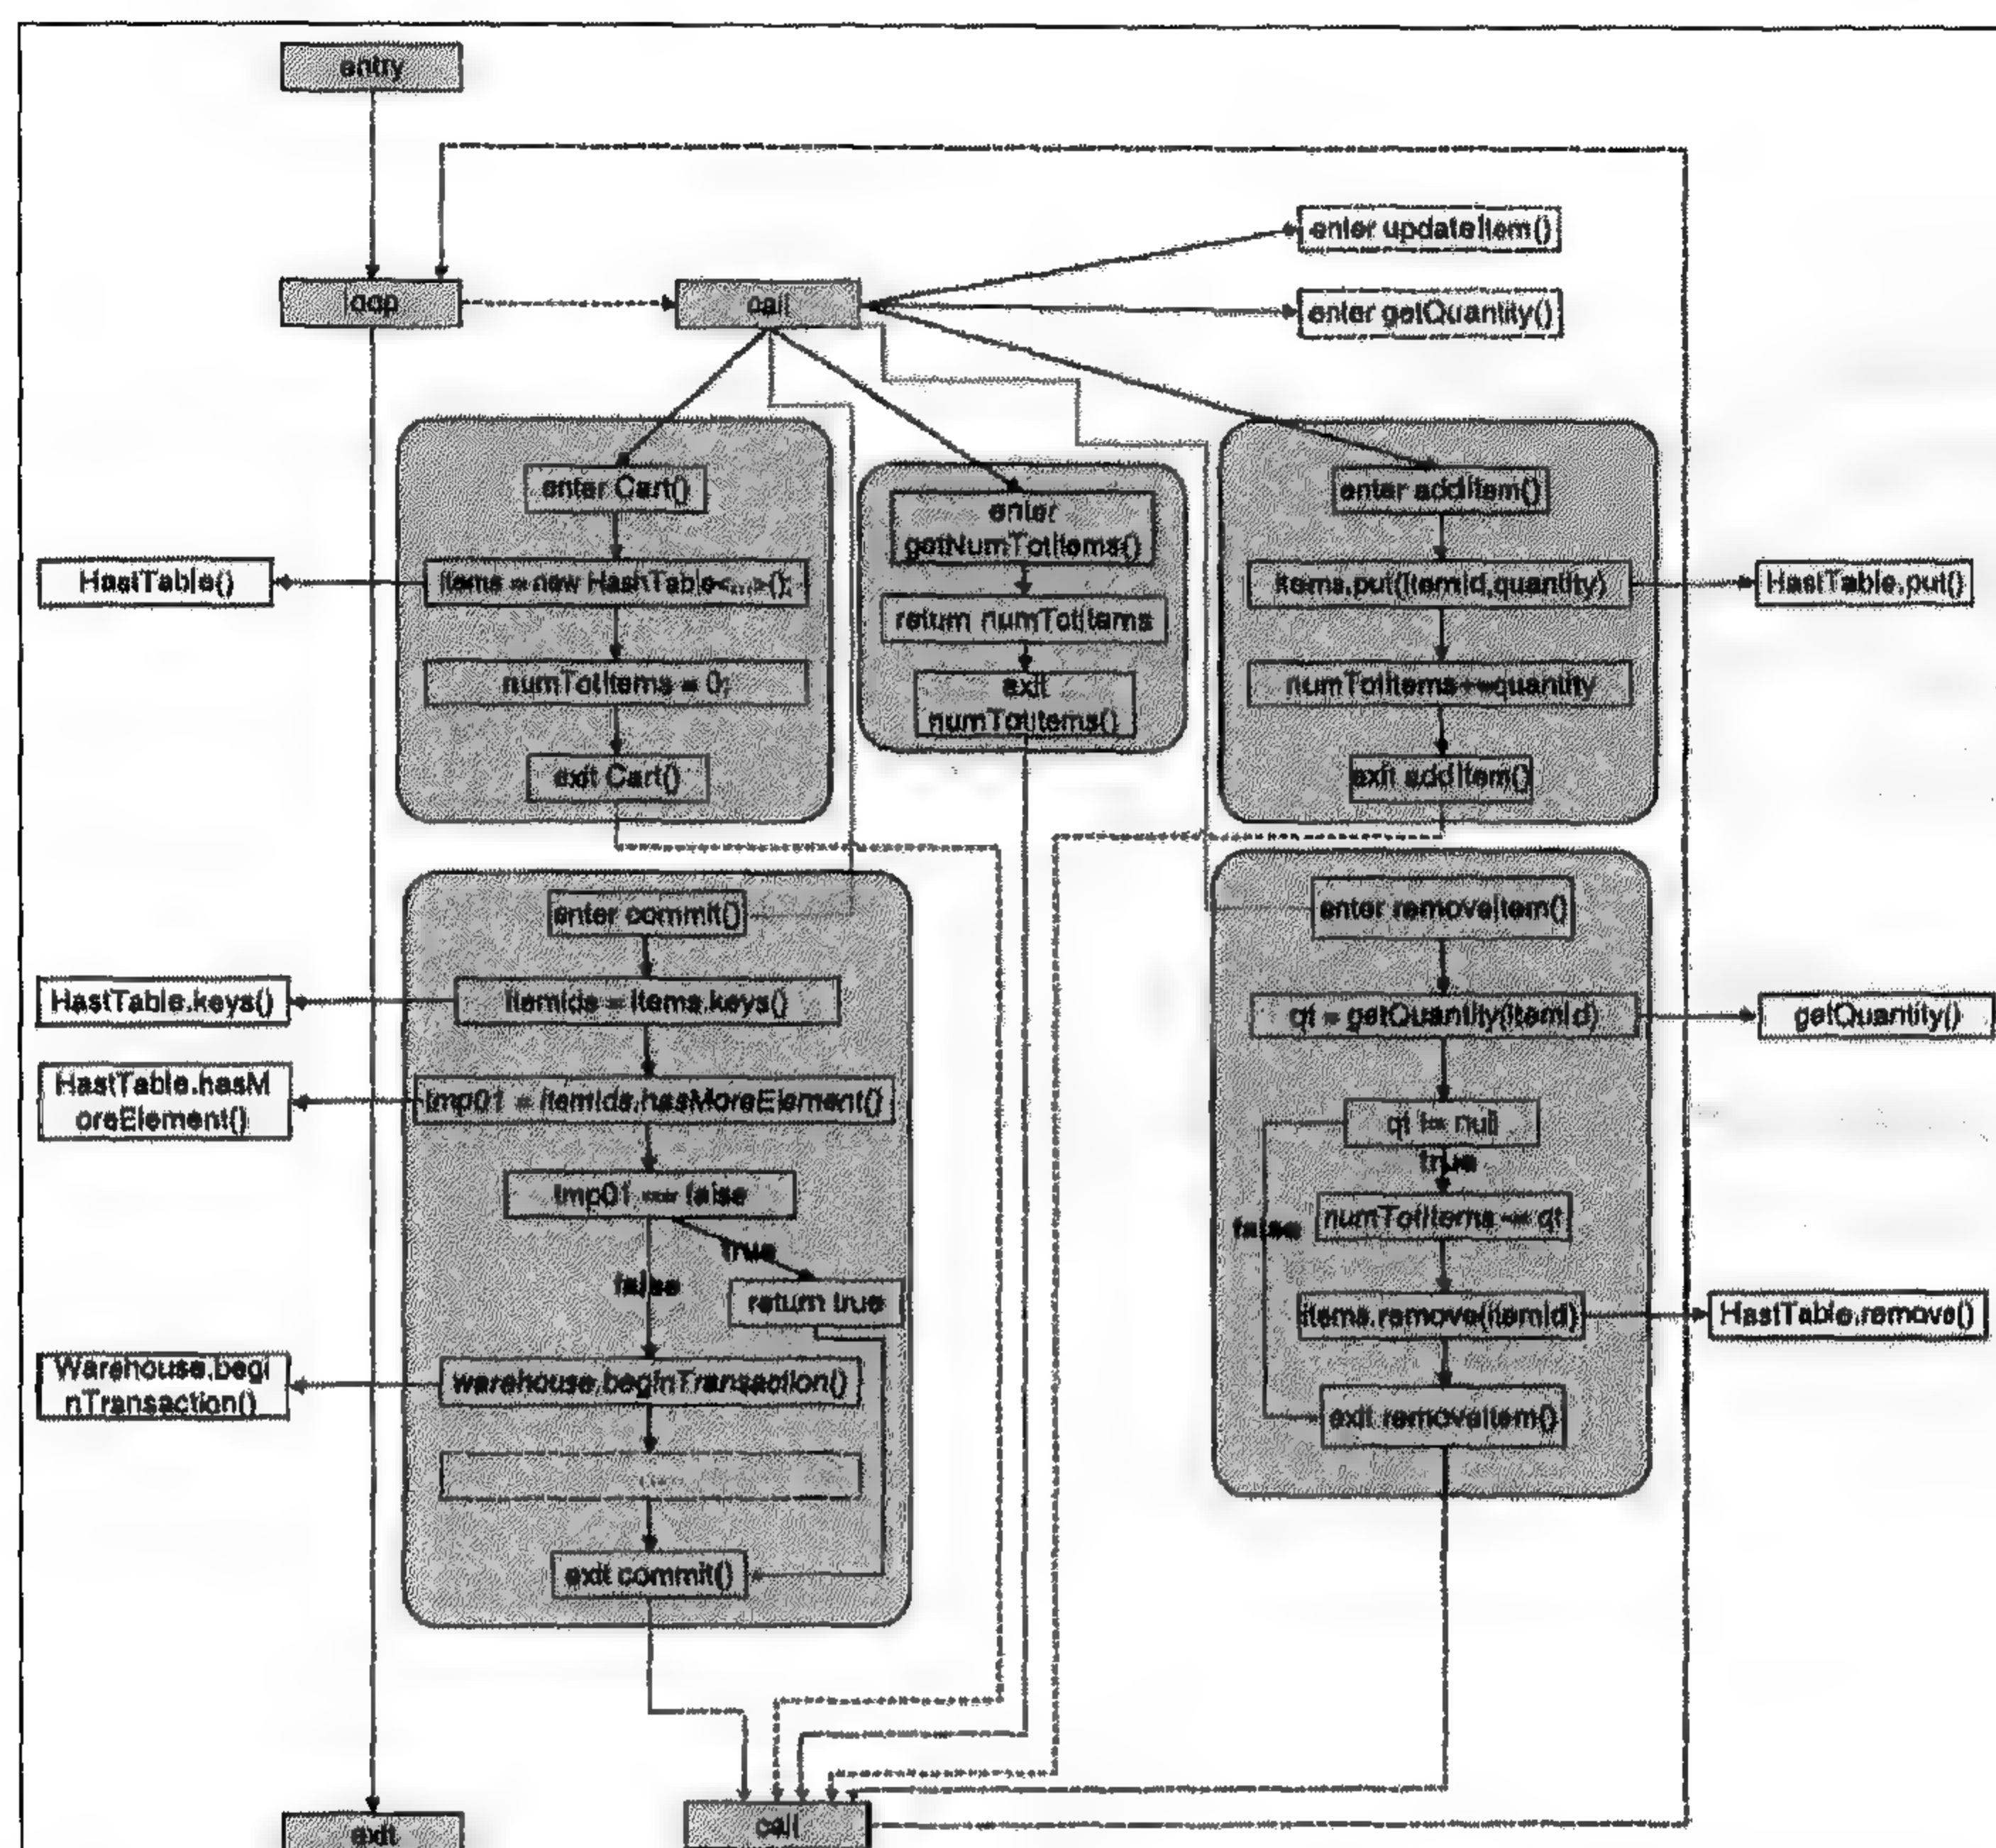 entry
enter updateItem()
loop
call
enter getQuantity()
enter Cart()
enter
getNumTotItems()
enter addItem()
HastTable()
items = new HashTable<...>();
return numTotItems
items.put(itemId,quantity)
HastTable.put()
numTotItems = 0;
exit
numTotItems()
numTotItems+=quantity
exit Cart()
exit addItem()
enter commit()
enter removeItem()
HastTable.keys()
itemIds = items.keys()
qt = getQuantity(itemId)
getQuantity()
HastTable.hasM
oreElement()
tmp01 = itemIds.hasMoreElement()
qt != null
true
tmp01 == false
numTotItems -= qt
false
true
false
return true
items.remove(itemId)
HastTable.remove()
Warehouse.begi
nTransaction()
warehouse.beginTransaction()
exit removeItem()
...
exit commit()
exit
call